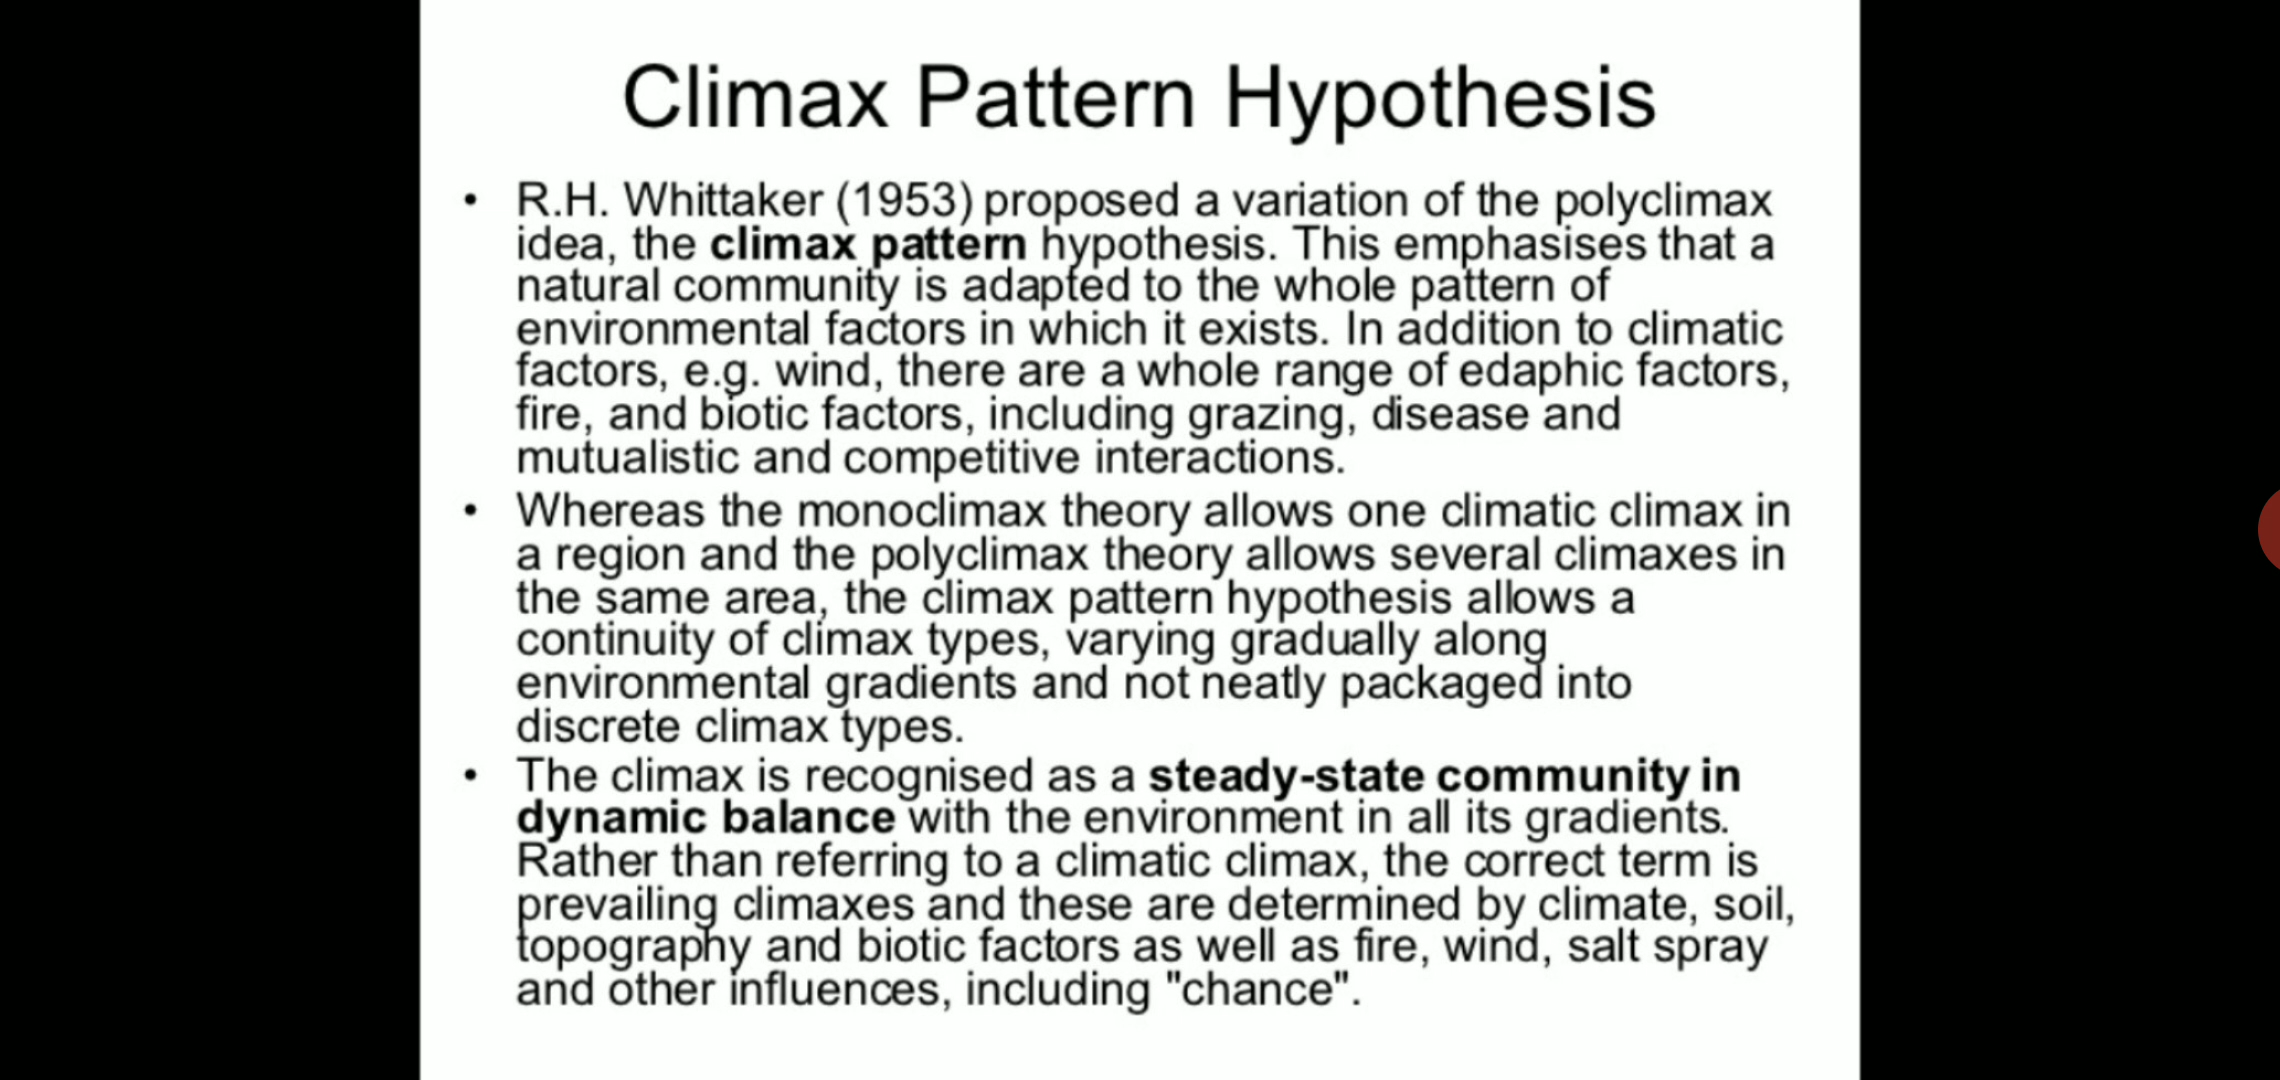 Climax Pattern Hypothesis
• R.H. Whittaker (1953) proposed a variation of the polyclimax
idea, the climax pattern hypothesis. This emphasises that a
natural community is adapted to the whole pattern of
environmental factors in which it exists. In addition to climatic
factors, e.g. wind, there are a whole range of edaphic factors,
fire, and biotic factors, including grazing, disease and
mutualistic and competitive interactions.
• Whereas the monoclimax theory allows one climatic climax in
a region and the polyclimax theory allows several climaxes in
the same area, the climax pattern hypothesis allows a
continuity of climax types, varying gradually along
environmental gradients and not neatly packaged into
discrete climax types.
• The climax is recognised as a steady-state community in
dynamic balance with the environment in all its gradients.
Rather than referring to a climatic climax, the correct term is
prevailing climaxes and these are determined by climate, soil,
topography and biotic factors as well as fire, wind, salt spray
and other influences, including "chance".